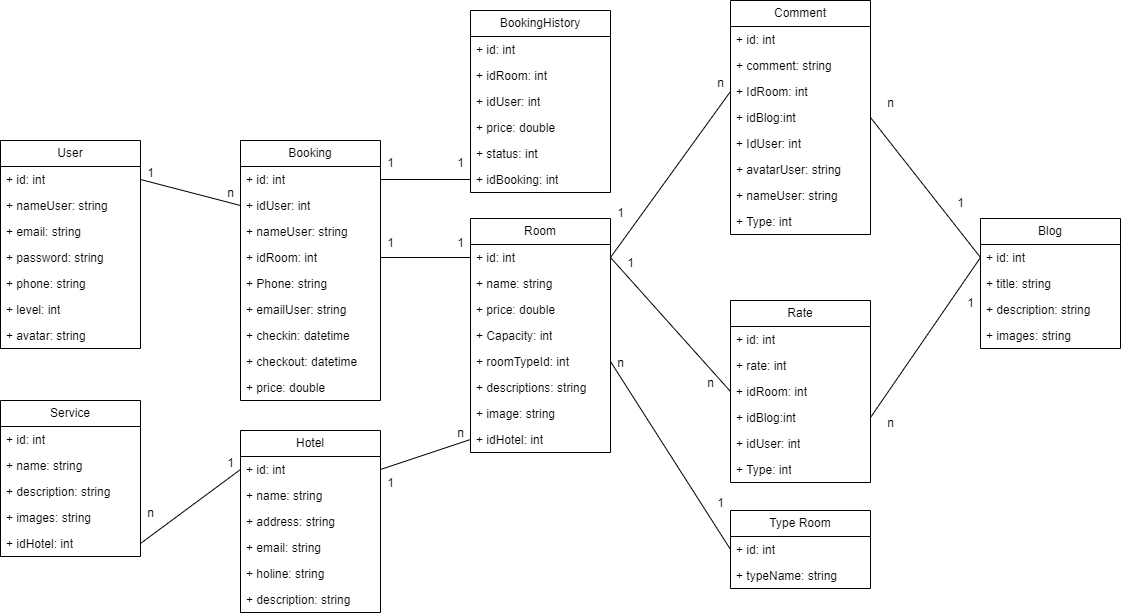 BookingHistory
+ id: int
+ idRoom: int
+ idUser: int
+ price: double
+ status: int
+ idBooking: int
Comment
+ id: int
+ comment: string
+ IdRoom: int
+ idBlog:int
+ IdUser: int
+ avatarUser: string
+ nameUser: string
+ Type: int
User
+ id: int
+ nameUser: string
+ email: string
+ password: string
+ phone: string
+ level: int
+ avatar: string
1
n
Booking
+ id: int
+ idUser: int
+ nameUser: string
+ idRoom: int
+ Phone: string
+ emailUser: string
+ checkin: datetime
+ checkout: datetime
+ price: double
1
1
1
1
Room
+ id: int
+ name: string
+ price: double
+ Capacity: int
+ roomTypeId: int
+ descriptions: string
+ image: string
+ idHotel: int
n
1
1
n
n
1
n
1
1
n
Blog
+ id: int
+ title: string
+ description: string
+ images: string
Rate
+ id: int
+ rate: int
+ idRoom: int
+ idBlog:int
+ idUser: int
+ Type: int
Service
+ id: int
+ name: string
+ description: string
+ images: string
+ idHotel: int
n
1
Hotel
+ id: int
+ name: string
+ address: string
+ email: string
+ holine: string
+ description: string
n
1
Type Room
+ id: int
+ typeName: string